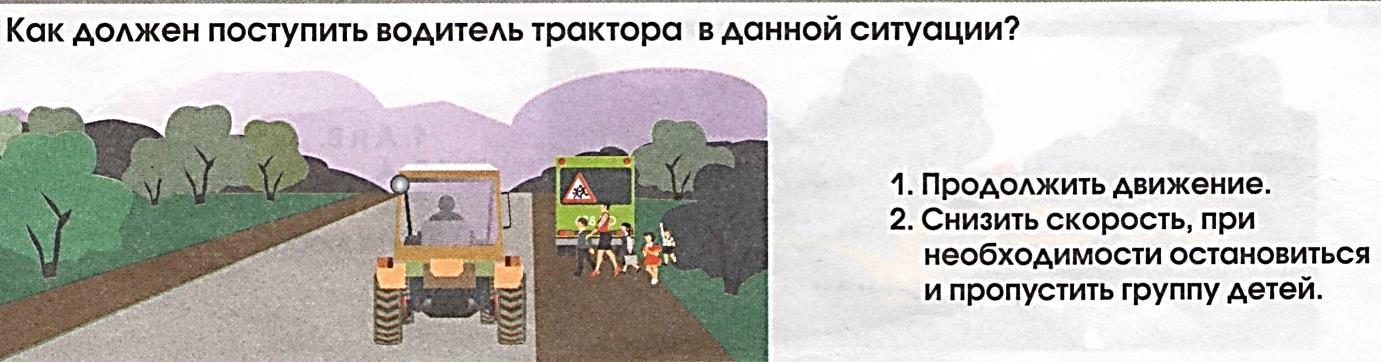 Как должен поступить водитель трактора в данной ситуации?
1. Продолжить движение.
2. Снизить скорость, при
необходимости остановиться
и пропустить группу детей.